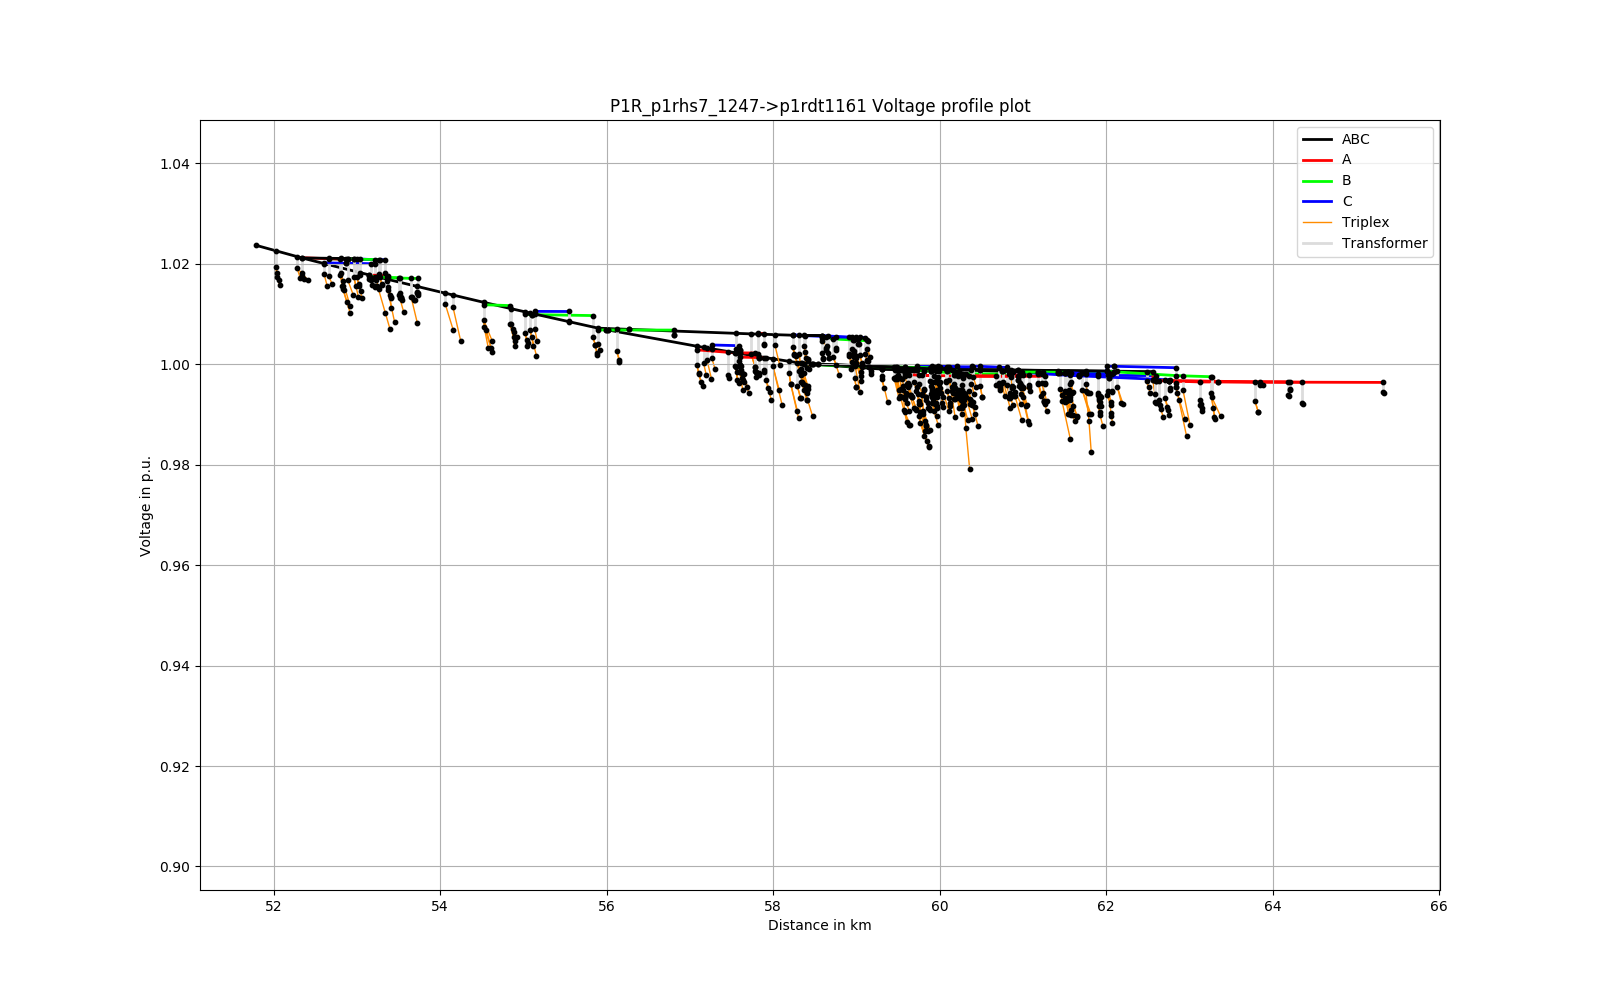 P1R_p1rhs7_1247->p1rdt1161 Voltage profile plot
ABC
A
B
C
Triplex
Transformer
1.04
1.02
1.00
0.98
0.96
0.94
0.92
0.90
Voltage in p.u.
52 54 56 58 60 62 64 66
Distance in km